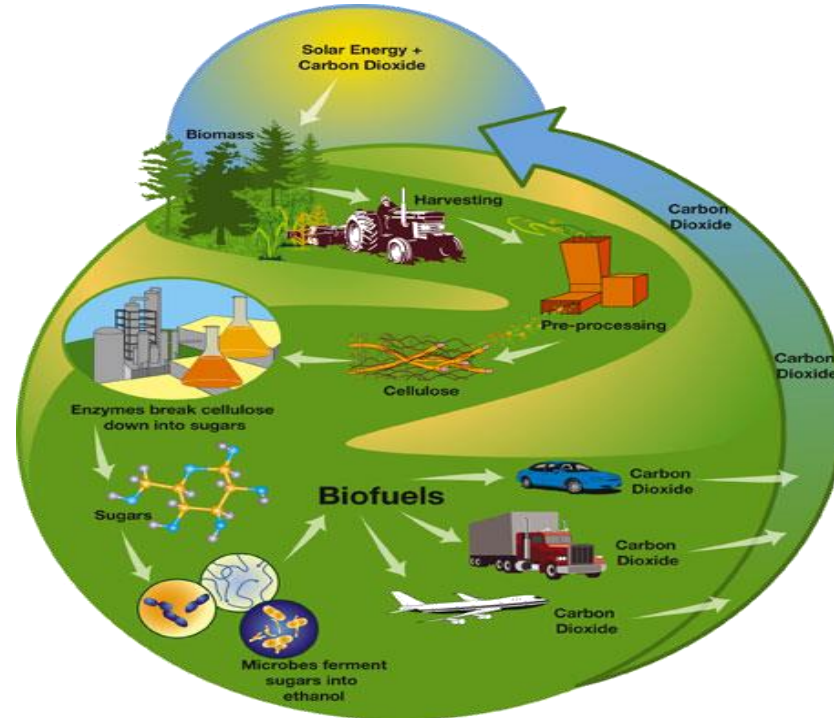 Solar Energy +
Carbon Dioxide
Biomass
Harvesting
Carbon
Dioxide
Pre-processing
Carbon
Dioxide
Cellulose
Enzymes break cellulose
down into sugars
Sugars
Biofuels
Carbon
Dioxide
Carbon
Dioxide
Carbon
Dioxide
Microbes ferment
sugars into
ethanol